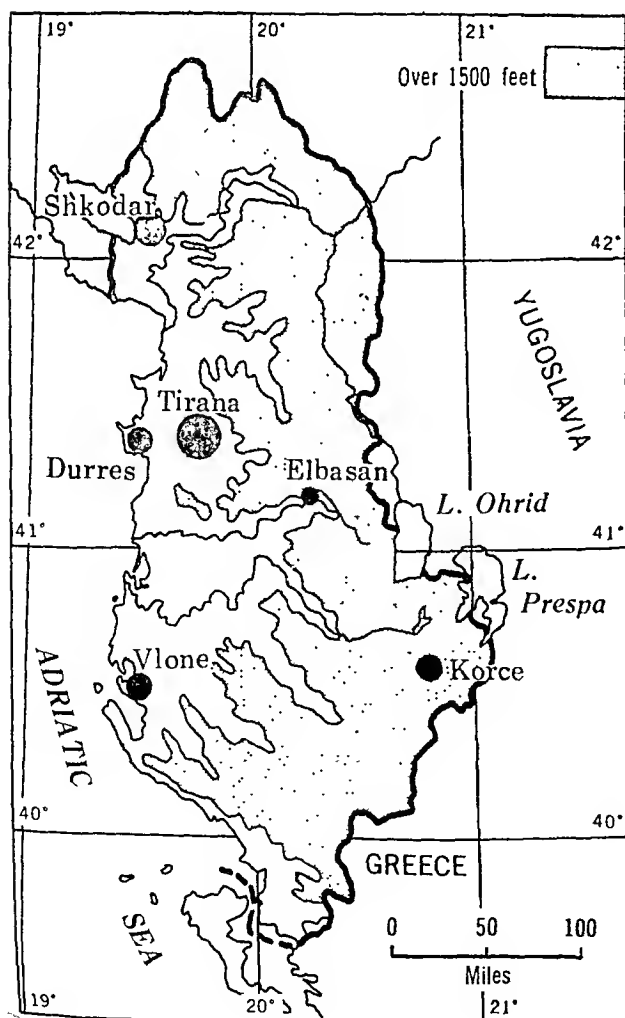 19°
20°
21°
Over 1500 feet
Shkodar
42°
42°
YUGOSLAVIA
Tirana
Durres
Elbasan
L. Ohrid
41°
41°
L.
Prespa
Vlone
Korce
ADRIATIC
40°
40°
GREECE
SEA
0 50 100
Miles
19°
20°
21°